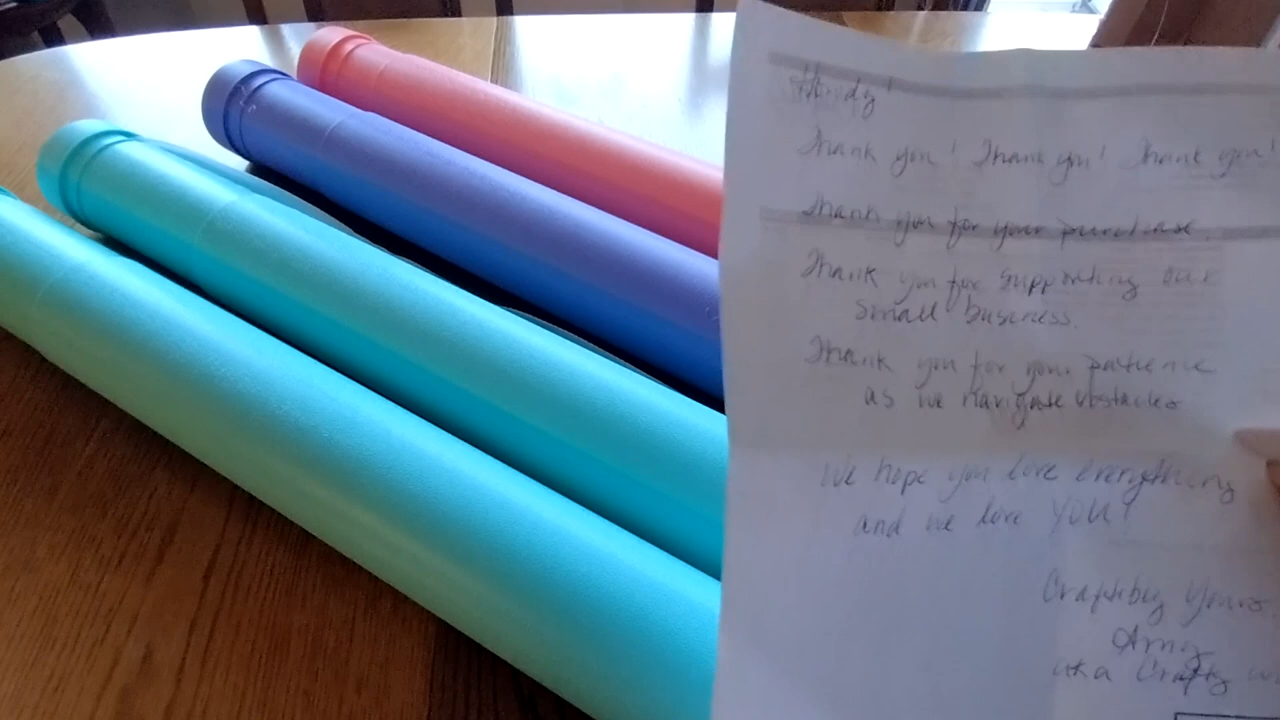 Howdy!
Thank you! Thank you! Thank you!
Thank you for your purchase.
Thank you for supporting our
small business.
Thank you for your patience
as we navigate obstacles
We hope you love everything
and we love YOU!
Craftily Yours,
Amy
aka Crafty